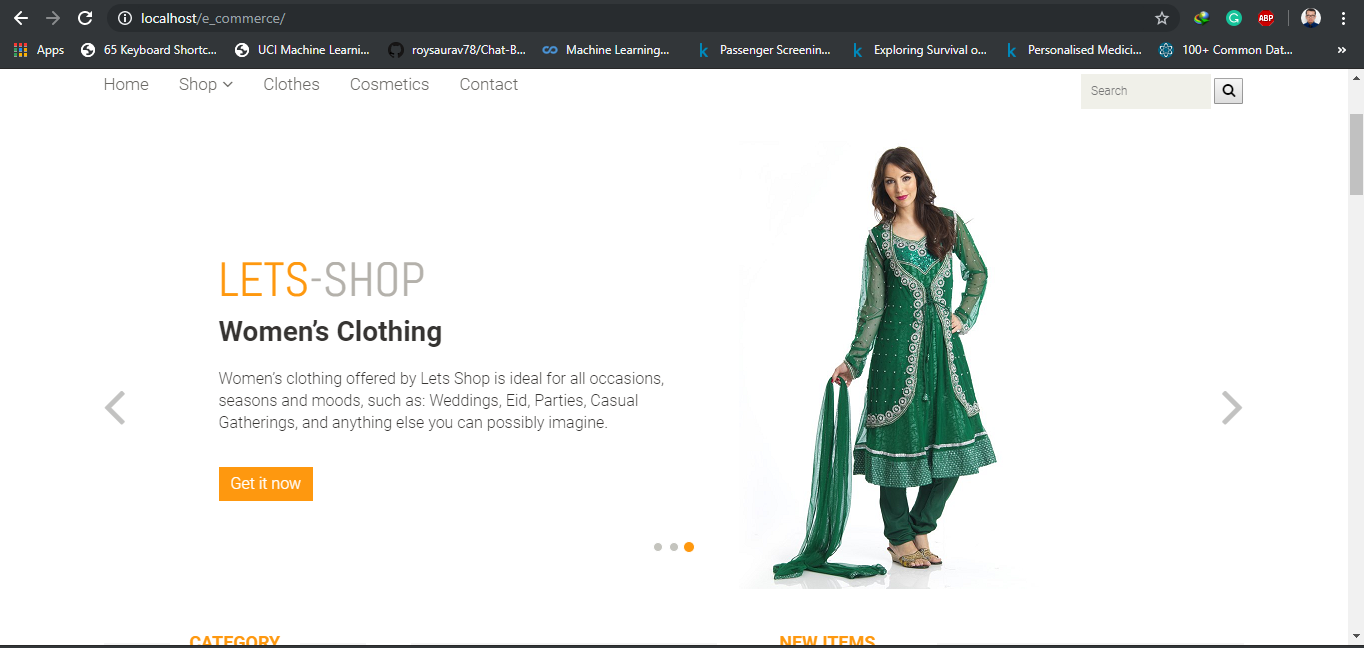 localhost/e_commerce/
ABP
Apps
65 Keyboard Shortc...
UCI Machine Learni...
roysaurav78/Chat-B...
Machine Learning...
Passenger Screenin...
Exploring Survival o...
Personalised Medici...
100+ Common Dat...
Home
Shop
Clothes
Cosmetics
Contact
Search
LETS-SHOP
Women’s Clothing
Women’s clothing offered by Lets Shop is ideal for all occasions,
seasons and moods, such as: Weddings, Eid, Parties, Casual
Gatherings, and anything else you can possibly imagine.
Get it now
CATEGORY
NEW ITEMS